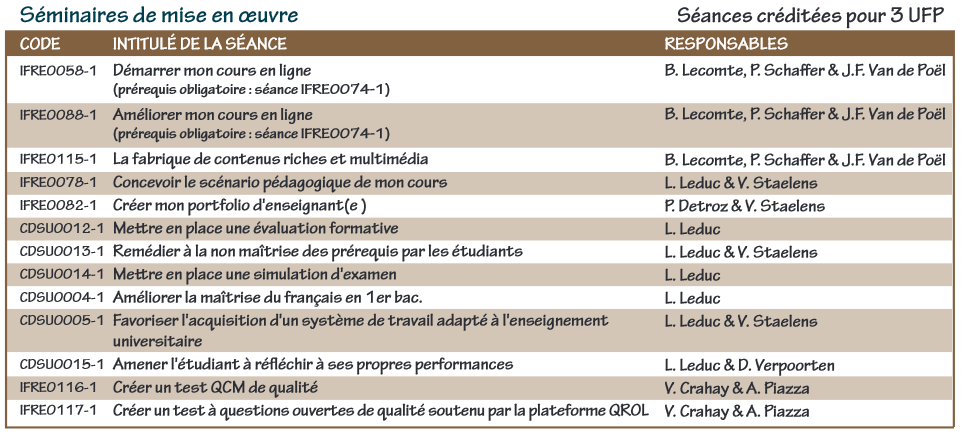 Séminaires de mise en œuvre Séances créditées pour 3 UFP
CODE INTITULÉ DE LA SÉANCE RESPONSABLES
IFRE0058-1 Démarrer mon cours en ligne B. Lecomte, P. Schaffer & J.F. Van de Poël
(prérequis obligatoire : séance IFRE0074-1)
IFRE0088-1 Améliorer mon cours en ligne B. Lecomte, P. Schaffer & J.F. Van de Poël
(prérequis obligatoire : séance IFRE0074-1)
IFRE0115-1 La fabrique de contenus riches et multimédia B. Lecomte, P. Schaffer & J.F. Van de Poël
IFRE0078-1 Concevoir le scénario pédagogique de mon cours L. Leduc & V. Staelens
IFRE0082-1 Créer mon portfolio d'enseignant(e ) P. Detroz & V. Staelens
CDSU0012-1 Mettre en place une évaluation formative L. Leduc
CDSU0013-1 Remédier à la non maîtrise des prérequis par les étudiants L. Leduc & V. Staelens
CDSU0014-1 Mettre en place une simulation d'examen L. Leduc
CDSU0004-1 Améliorer la maîtrise du français en 1er bac. L. Leduc
CDSU0005-1 Favoriser l'acquisition d'un système de travail adapté à l'enseignement L. Leduc & V. Staelens
universitaire
CDSU0015-1 Amener l'étudiant à réfléchir à ses propres performances L. Leduc & D. Verpoorten
IFRE0116-1 Créer un test QCM de qualité V. Crahay & A. Piazza
IFRE0117-1 Créer un test à questions ouvertes de qualité soutenu par la plateforme QROL V. Crahay & A. Piazza